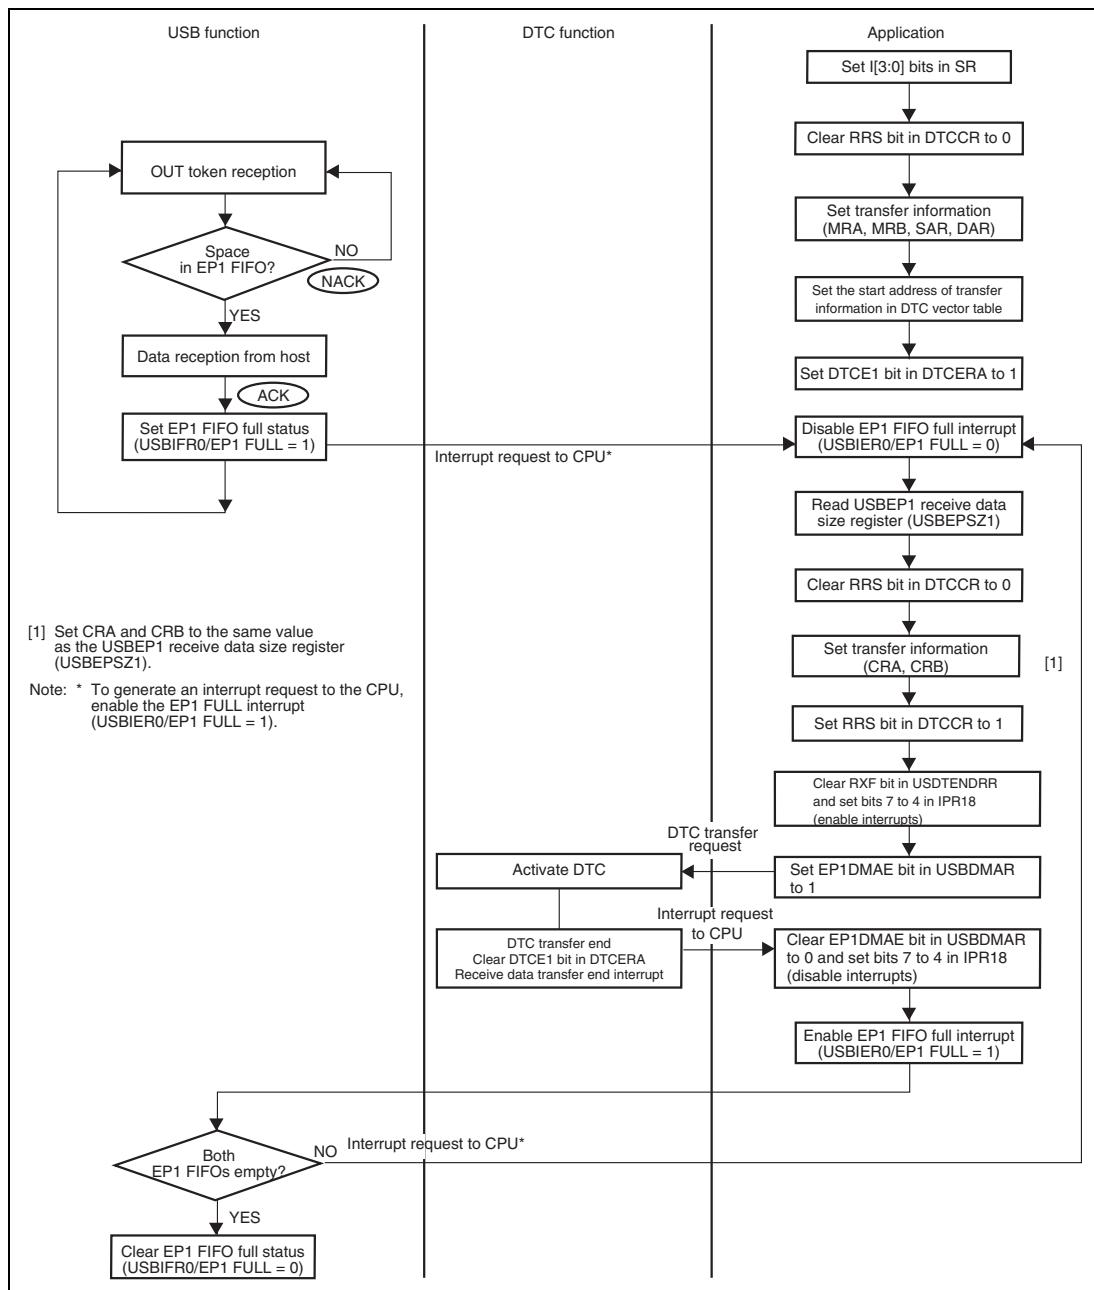 USB function
DTC function
Application
Set I[3:0] bits in SR
Clear RRS bit in DTCCR to 0
OUT token reception
Set transfer information
(MRA, MRB, SAR, DAR)
Space
in EP1 FIFO?
NO
NACK
Set the start address of transfer
information in DTC vector table
YES
Data reception from host
Set DTCE1 bit in DTCERA to 1
ACK
Set EP1 FIFO full status
(USBIFR0/EP1 FULL = 1)
Interrupt request to CPU*
Disable EP1 FIFO full interrupt
(USBIER0/EP1 FULL = 0)
Read USBEP1 receive data
size register (USBEPSZ1)
Clear RRS bit in DTCCR to 0
[1] Set CRA and CRB to the same value
as the USBEP1 receive data size register
(USBEPSZ1).
Set transfer information
(CRA, CRB)
[1]
Note: * To generate an interrupt request to the CPU,
enable the EP1 FULL interrupt
(USBIER0/EP1 FULL = 1).
Set RRS bit in DTCCR to 1
Clear RXF bit in USDTENDRR
and set bits 7 to 4 in IPR18
(enable interrupts)
DTC transfer
request
Activate DTC
Set EP1DMAE bit in USBDMAR
to 1
Interrupt request
to CPU
DTC transfer end
Clear DTCE1 bit in DTCERA
Receive data transfer end interrupt
Clear EP1DMAE bit in USBDMAR
to 0 and set bits 7 to 4 in IPR18
(disable interrupts)
Enable EP1 FIFO full interrupt
(USBIER0/EP1 FULL = 1)
Both
EP1 FIFOs empty?
NO
Interrupt request to CPU*
YES
Clear EP1 FIFO full status
(USBIFR0/EP1 FULL = 0)